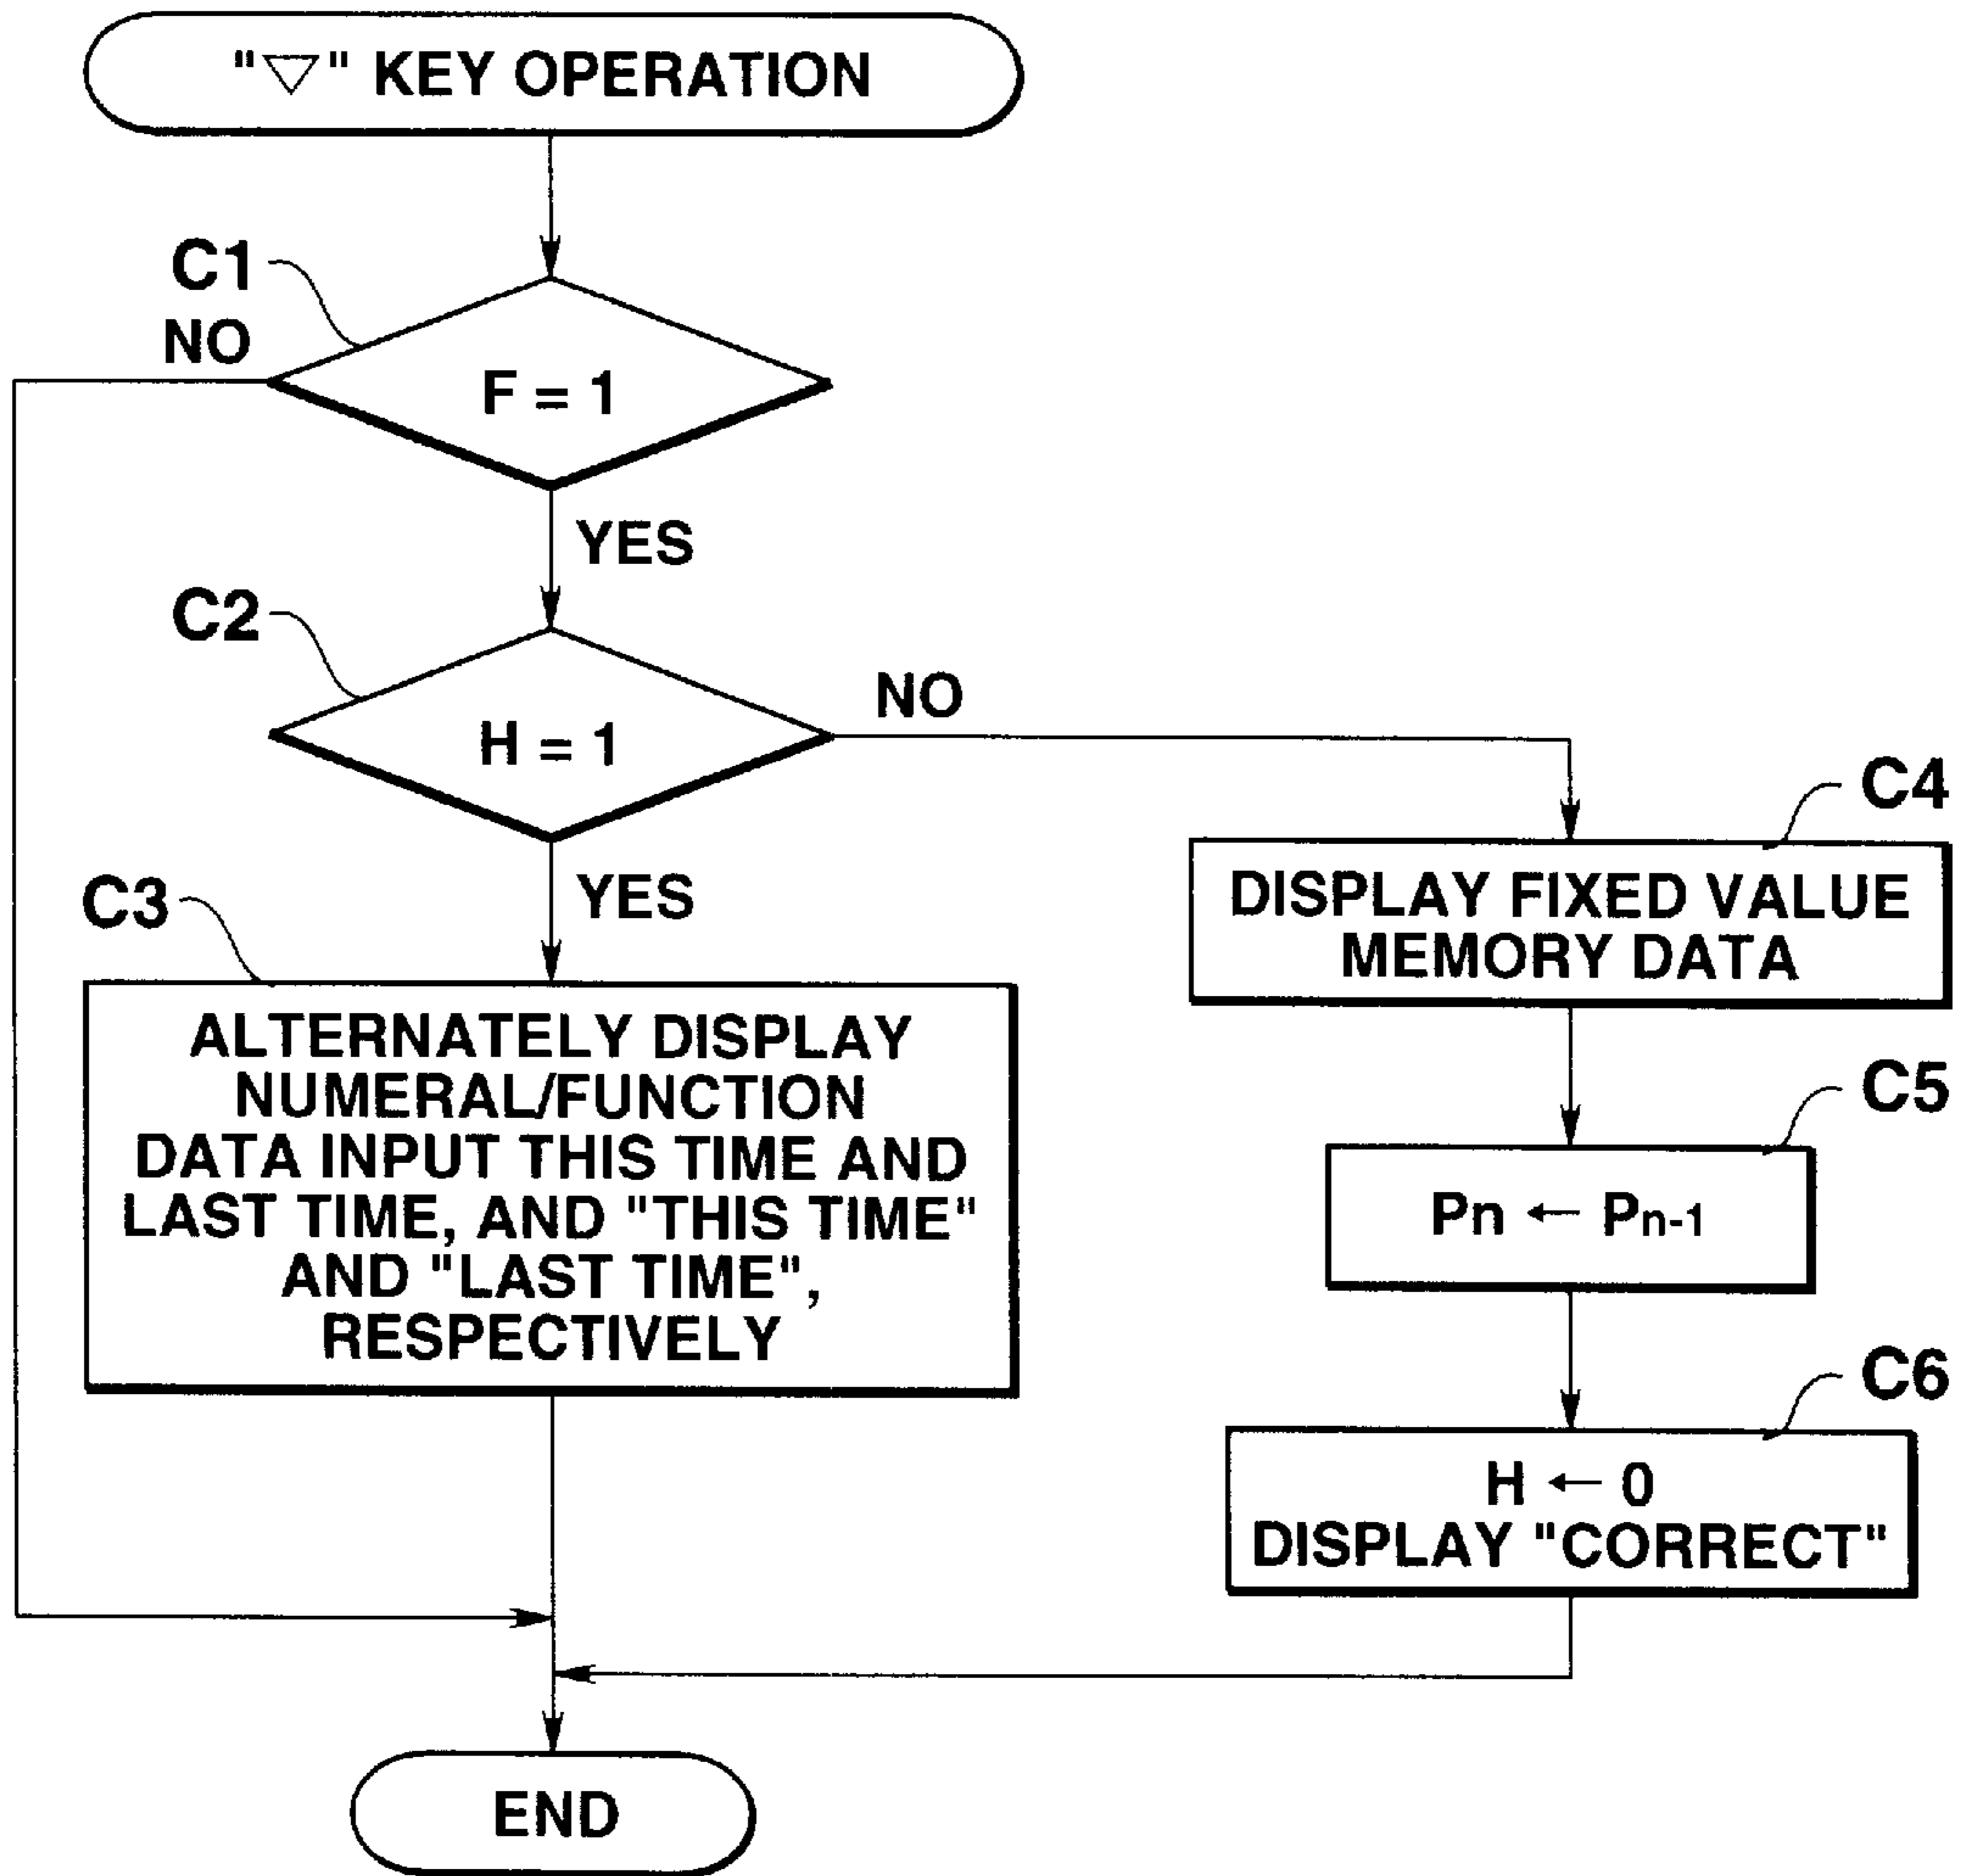 "▽" KEY OPERATION
C1
NO
F = 1
YES
C2
H = 1
NO
C4
DISPLAY FIXED VALUE
MEMORY DATA
YES
C3
ALTERNATELY DISPLAY
NUMERAL/FUNCTION
DATA INPUT THIS TIME AND
LAST TIME, AND "THIS TIME"
AND "LAST TIME",
RESPECTIVELY
C5
Pn ← Pn-1
C6
H ← 0
DISPLAY "CORRECT"
END